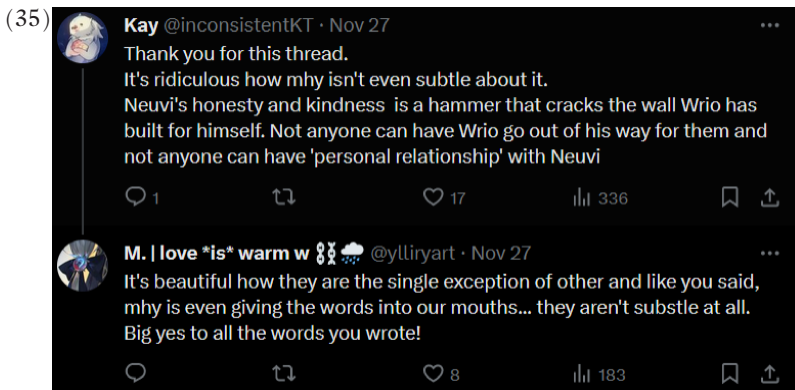 (35)
Kay @inconsistentKT · Nov 27
Thank you for this thread.
It's ridiculous how mhy isn't even subtle about it.
Neuvi's honesty and kindness is a hammer that cracks the wall Wrio has
built for himself. Not anyone can have Wrio go out of his way for them and
not anyone can have 'personal relationship' with Neuvi
1 17 336
M. | love *is* warm w ⛓️🌧️ @ylliryart · Nov 27
It's beautiful how they are the single exception of other and like you said,
mhy is even giving the words into our mouths... they aren't substle at all.
Big yes to all the words you wrote!
8 183